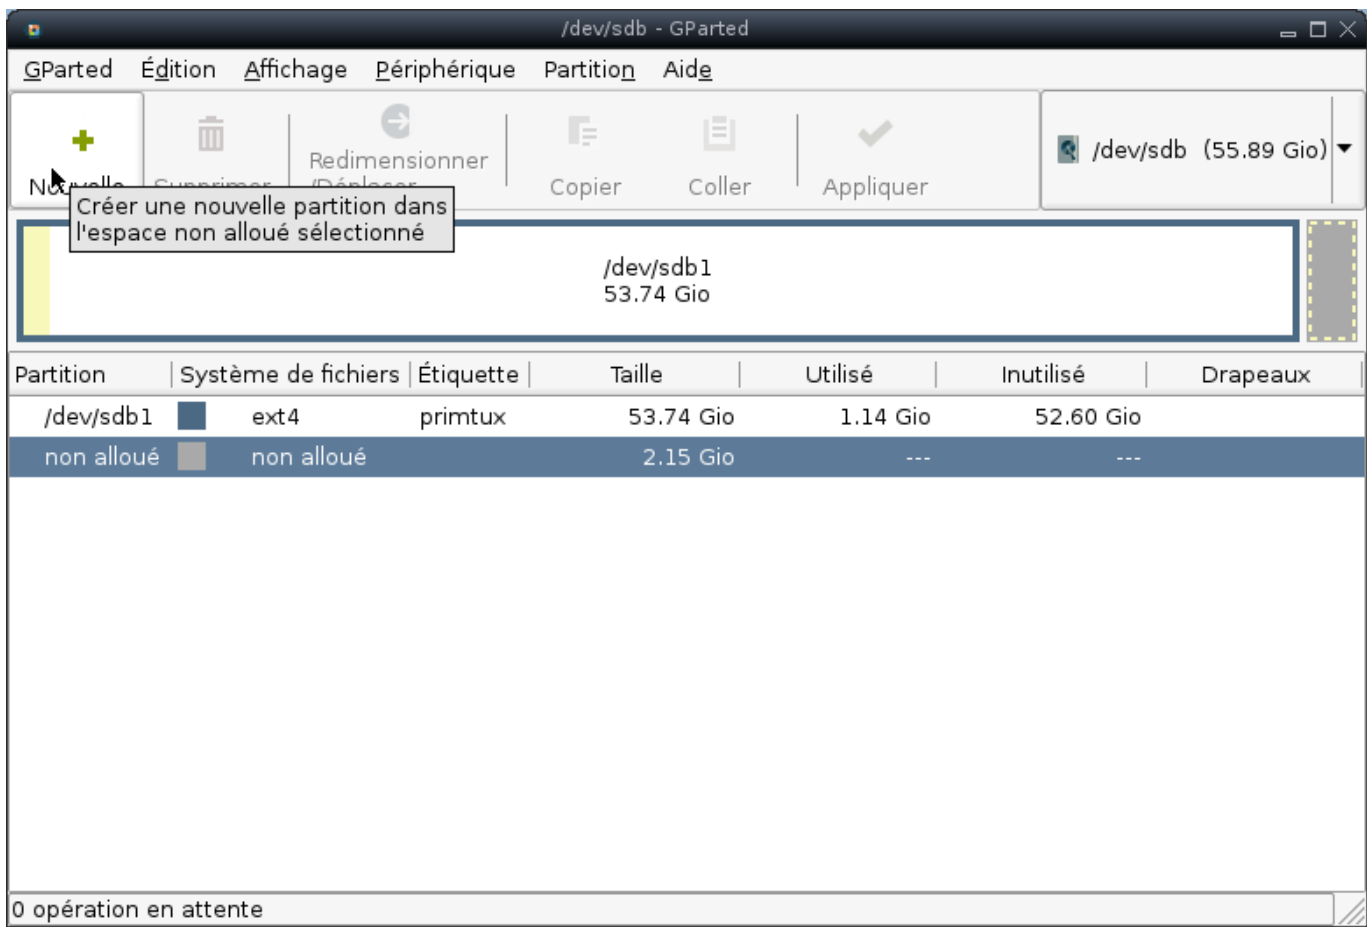 /dev/sdb - GParted
GParted Édition Affichage Périphérique Partition Aide
Redimensionner
Copier Coller Appliquer
/dev/sdb (55.89 Gio)
Créer une nouvelle partition dans
l'espace non alloué sélectionné
/dev/sdb1
53.74 Gio
Partition Système de fichiers Étiquette Taille Utilisé Inutilisé Drapeaux
/dev/sdb1 ext4 primtux 53.74 Gio 1.14 Gio 52.60 Gio
non alloué non alloué 2.15 Gio --- ---
0 opération en attente